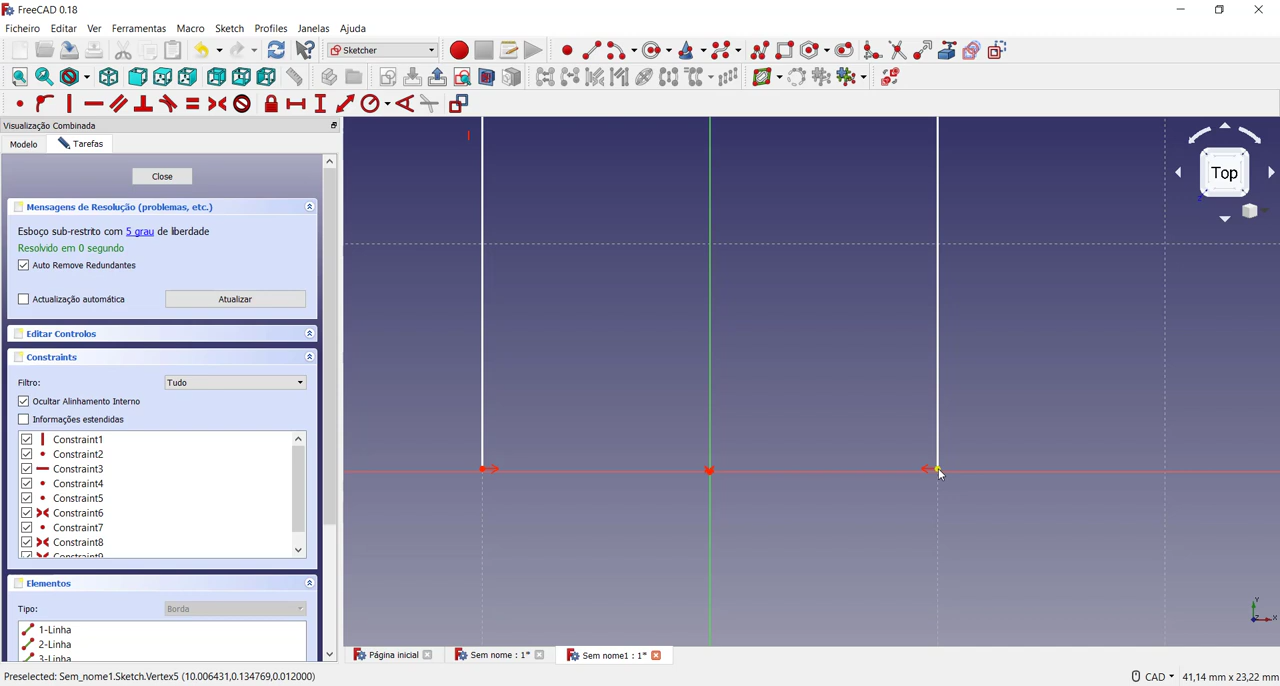 FreeCAD 0.18
Ficheiro Editar Ver Ferramentas Macro Sketch Profiles Janelas Ajuda
Sketcher
Visualização Combinada
Modelo Tarefas
Close
Mensagens de Resolução (problemas, etc.)
Esboço sub-restrito com 5 grau de liberdade
Resolvido em 0 segundo
Auto Remove Redundantes
Actualização automática Atualizar
Editar Controlos
Constraints
Filtro: Tudo
Ocultar Alinhamento Interno
Informações estendidas
Constraint1
Constraint2
Constraint3
Constraint4
Constraint5
Constraint6
Constraint7
Constraint8
Constraint9
Elementos
Tipo: Borda
1-Linha
2-Linha
3-Linha
Top
Z
Y
Z X
Página inicial Sem nome : 1* Sem nome1 : 1*
Preselected: Sem_nome1.Sketch.Vertex5 (10.006431,0.134769,0.012000) CAD 41,14 mm x 23,22 mm